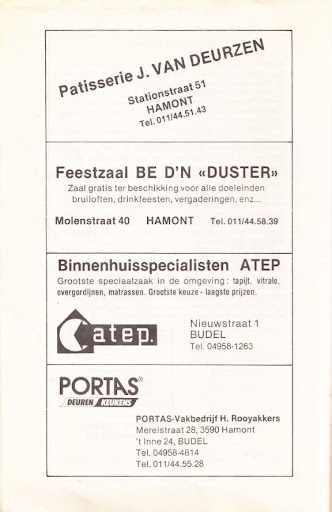 Patisserie J. VAN DEURZEN
Stationstraat 51
HAMONT
Tel. 011/44.51.43
Feestzaal BE D'N «DUSTER»
Zaal gratis ter beschikking voor alle doeleinden
bruiloften, drinkfeesten, vergaderingen, enz...
Molenstraat 40 HAMONT Tel. 011/44.58.39
Binnenhuisspecialisten ATEP
Grootste speciaalzaak in de omgeving: tapijt, vitrale,
overgordijnen, matrassen. Grootste keuze - laagste prijzen.
atep.
Nieuwstraat 1
BUDEL
Tel. 04958-1263
PORTAS®
DEUREN KEUKENS
PORTAS-Vakbedrijf H. Rooyakkers
Merelstraat 28, 3590 Hamont
't Inne 24, BUDEL
Tel. 04958-4814
Tel. 011/44.55.28